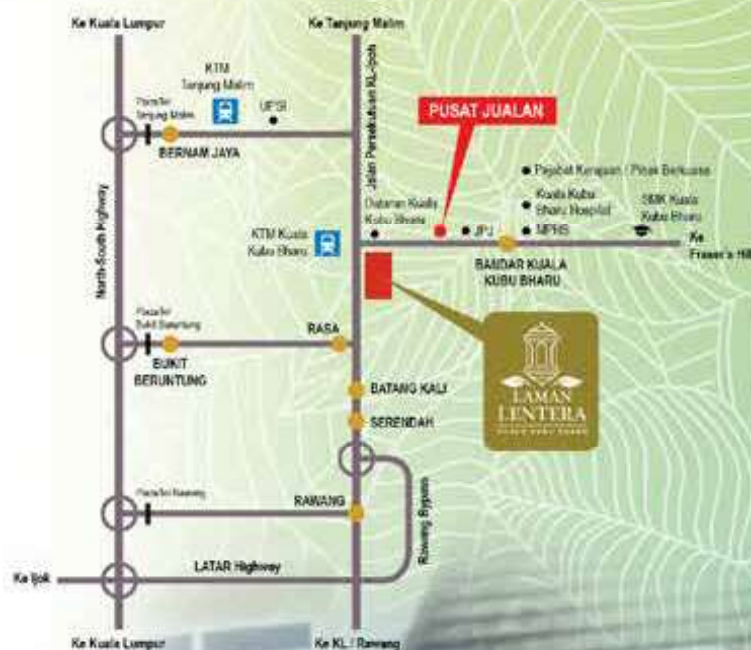 Ke Kuala Lumpur
Ke Tanjung Malim
KTM
Tanjung Malim
UPSI
Plaza Tol
Tanjung Malim
BERNAM JAYA
Jalan Persekutuan KL-Ipoh
PUSAT JUALAN
Pejabat Kerajaan / Pihak Berkuasa
Kuala Kubu
Bharu Hospital
SMK Kuala
Kubu Bharu
Dataran Kuala
Kubu Bharu
JPJ
MPHS
KTM Kuala
Kubu Bharu
BANDAR KUALA
KUBU BHARU
Ke
Fraser's Hill
North-South Highway
Plaza Tol
Bukit Beruntung
BUKIT
BERUNTUNG
RASA
LAMAN
LENTERA
KUALA KUBU BHARU
BATANG KALI
SERENDAH
Plaza Tol Rawang
RAWANG
Rawang Bypass
LATAR Highway
Ke Ijok
Ke Kuala Lumpur
Ke KL / Rawang